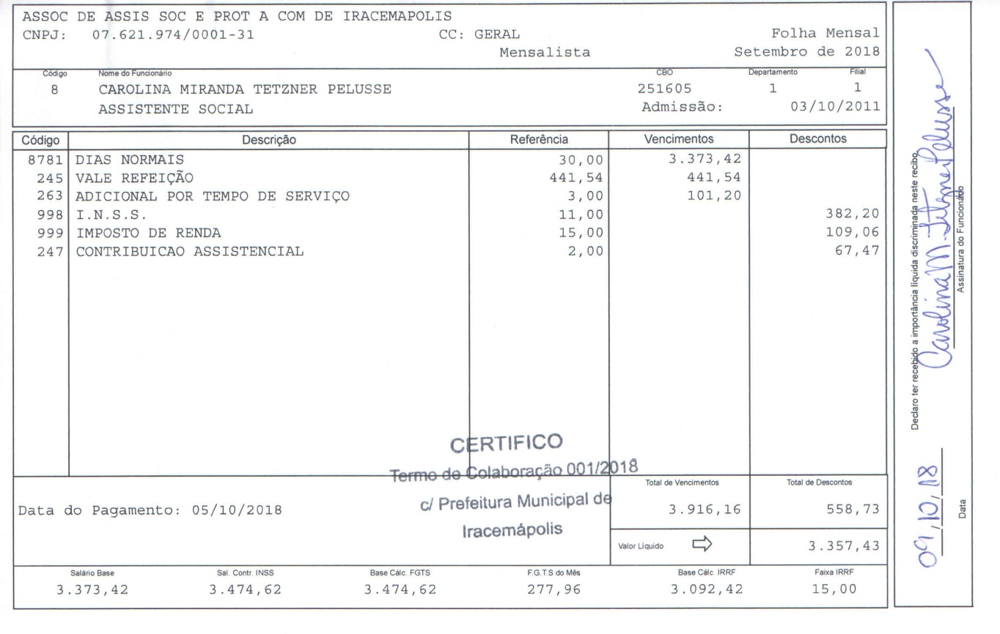 ASSOC DE ASSIS SOC E PROT A COM DE IRACEMAPOLIS
CNPJ: 07.621.974/0001-31 CC: GERAL Folha Mensal
Mensalista Setembro de 2018
Código Nome do Funcionário CBO Departamento Filial
8 CAROLINA MIRANDA TETZNER PELUSSE 251605 1 1
ASSISTENTE SOCIAL Admissão: 03/10/2011
Código Descrição Referência Vencimentos Descontos
8781 DIAS NORMAIS 30,00 3.373,42
245 VALE REFEIÇÃO 441,54 441,54
263 ADICIONAL POR TEMPO DE SERVIÇO 3,00 101,20
998 I.N.S.S. 11,00 382,20
999 IMPOSTO DE RENDA 15,00 109,06
247 CONTRIBUICAO ASSISTENCIAL 2,00 67,47
CERTIFICO
Termo de Colaboração 001/2018
c/ Prefeitura Municipal de
Iracemápolis
Total de Vencimentos Total de Descontos
Data do Pagamento: 05/10/2018 3.916,16 558,73
Valor Líquido 3.357,43
Salário Base Sal. Contr. INSS Base Cálc. FGTS F.G.T.S do Mês Base Cálc. IRRF Faixa IRRF
3.373,42 3.474,62 3.474,62 277,96 3.092,42 15,00
Declaro ter recebido a importância líquida discriminada neste recibo.
Carolina M. Tetzner Pelusse
Assinatura do Funcionário
09/10/18
Data